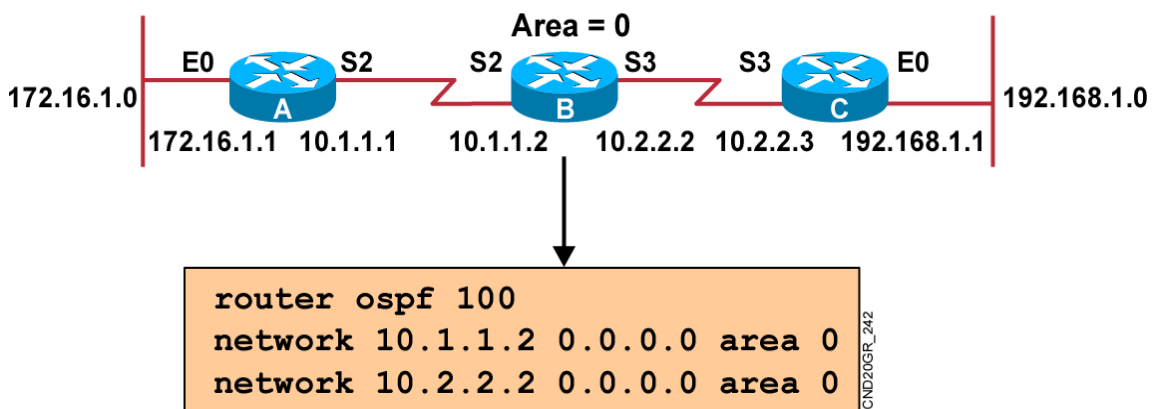 Area = 0
E0 S2 S2 S3 S3 E0
172.16.1.0 A B C 192.168.1.0
172.16.1.1 10.1.1.1 10.1.1.2 10.2.2.2 10.2.2.3 192.168.1.1
router ospf 100
network 10.1.1.2 0.0.0.0 area 0
network 10.2.2.2 0.0.0.0 area 0
CND20GR_242